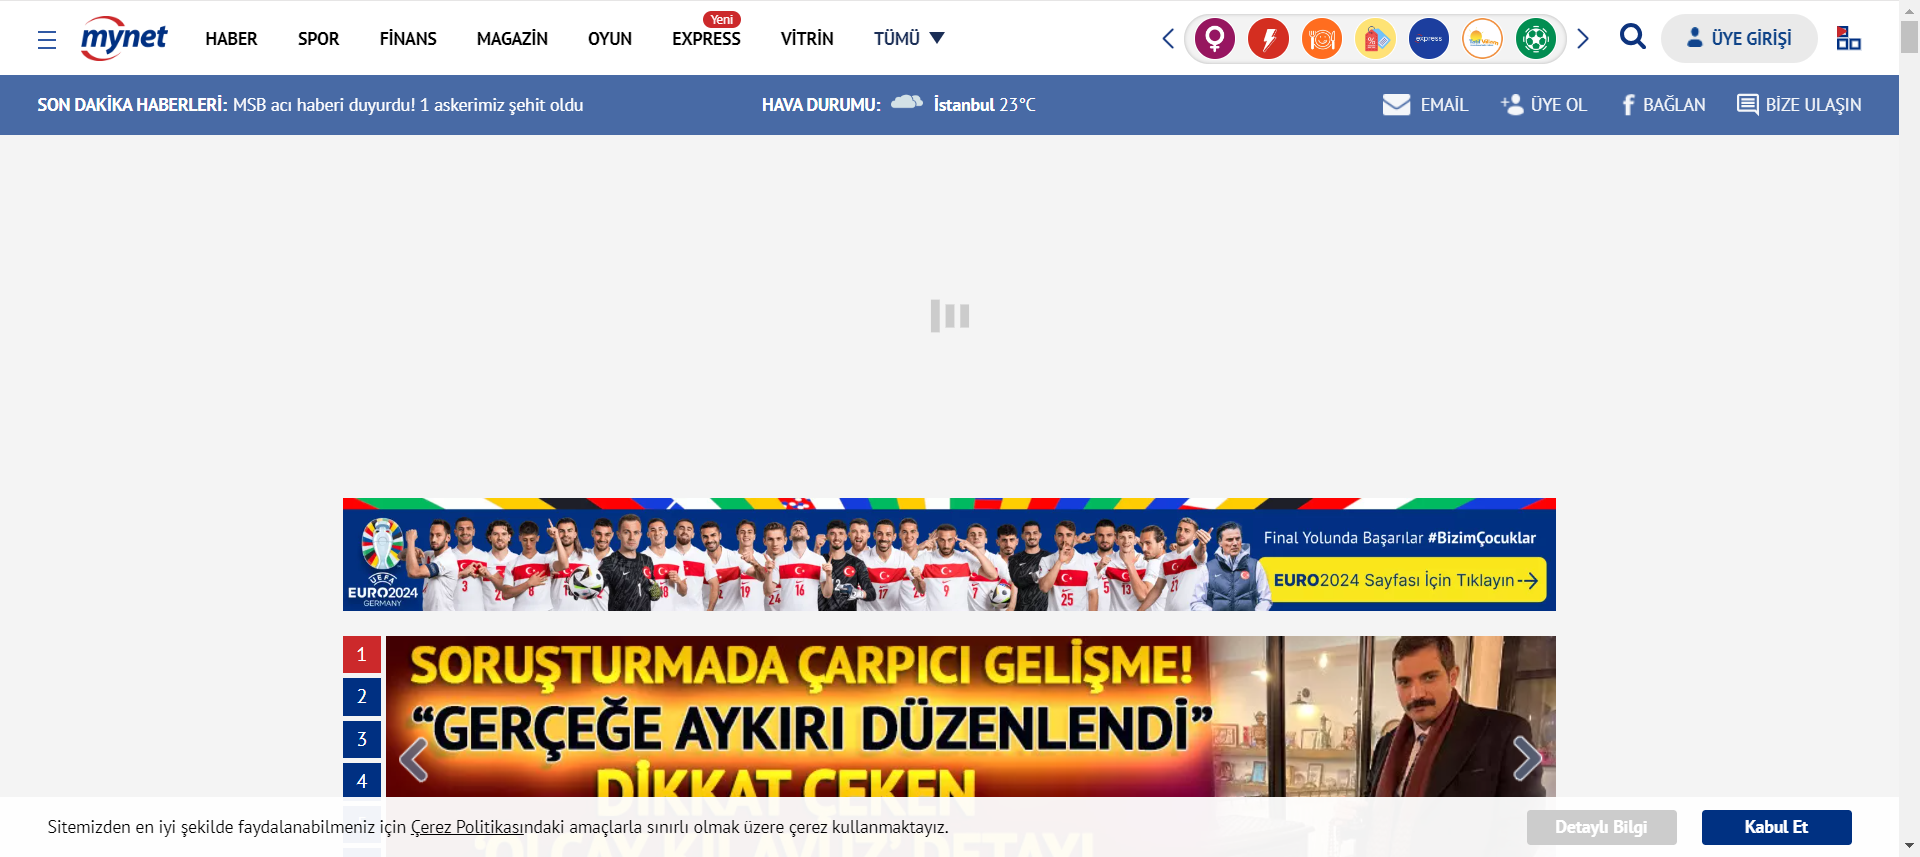 mynet
HABER
SPOR
FİNANS
MAGAZİN
OYUN
Yeni
EXPRESS
VİTRİN
TÜMÜ
express
ÜYE GİRİŞİ
SON DAKİKA HABERLERİ: MSB acı haberi duyurdu! 1 askerimiz şehit oldu
HAVA DURUMU: İstanbul 23°C
EMAİL
ÜYE OL
BAĞLAN
BİZE ULAŞIN
UEFA
EURO2024
GERMANY
Final Yolunda Başarılar #BizimÇocuklar
EURO2024 Sayfası İçin Tıklayın
1
2
3
4
SORUŞTURMADA ÇARPICI GELİŞME!
“GERÇEĞE AYKIRI DÜZENLENDİ”
DİKKAT ÇEKEN
‘OLÇAY KILAVUZ’ DETAYI
Sitemizden en iyi şekilde faydalanabilmeniz için Çerez Politikasındaki amaçlarla sınırlı olmak üzere çerez kullanmaktayız.
Detaylı Bilgi
Kabul Et